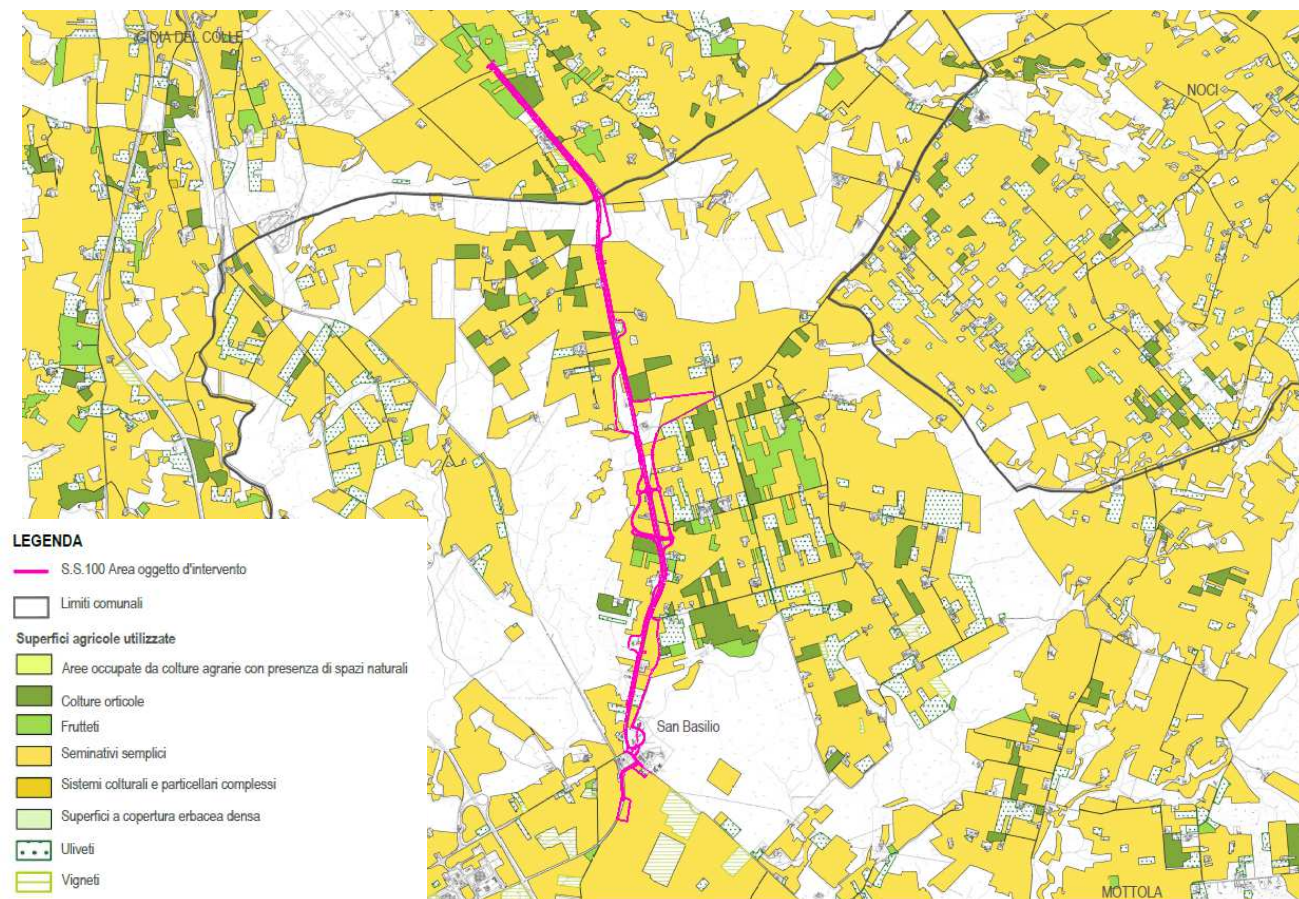 GIOIA DEL COLLE
NOCI
San Basilio
MOTTOLA
LEGENDA
S.S.100 Area oggetto d'intervento
Limiti comunali
Superfici agricole utilizzate
Aree occupate da colture agrarie con presenza di spazi naturali
Colture orticole
Frutteti
Seminativi semplici
Sistemi colturali e particellari complessi
Superfici a copertura erbacea densa
Uliveti
Vigneti